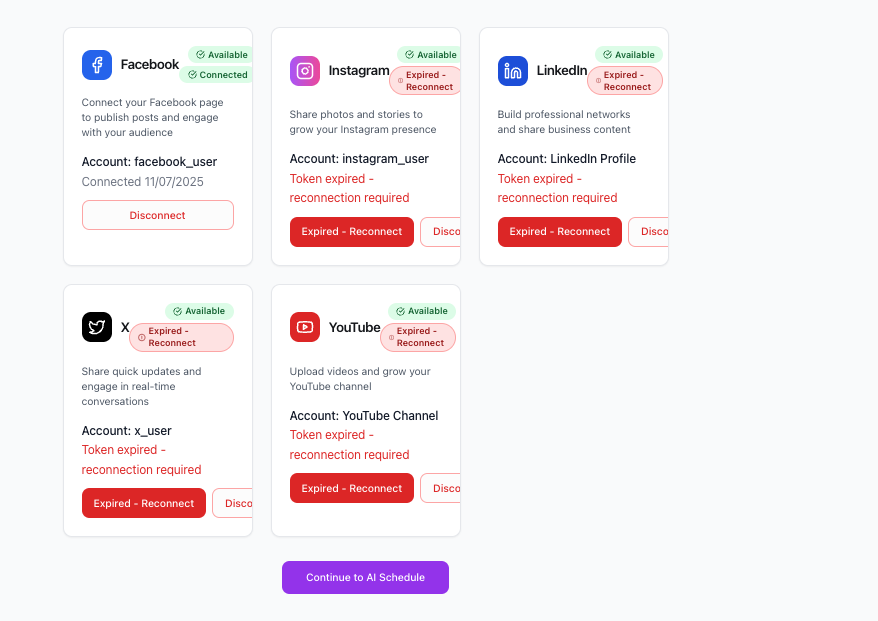 Facebook
Available
Connected
Connect your Facebook page
to publish posts and engage
with your audience
Account: facebook_user
Connected 11/07/2025
Disconnect
Instagram
Available
Expired -
Reconnect
Share photos and stories to
grow your Instagram presence
Account: instagram_user
Token expired -
reconnection required
Expired - Reconnect
Disco
LinkedIn
Available
Expired -
Reconnect
Build professional networks
and share business content
Account: LinkedIn Profile
Token expired -
reconnection required
Expired - Reconnect
Disco
X
Available
Expired -
Reconnect
Share quick updates and
engage in real-time
conversations
Account: x_user
Token expired -
reconnection required
Expired - Reconnect
Disco
YouTube
Available
Expired -
Reconnect
Upload videos and grow your
YouTube channel
Account: YouTube Channel
Token expired -
reconnection required
Expired - Reconnect
Disco
Continue to AI Schedule